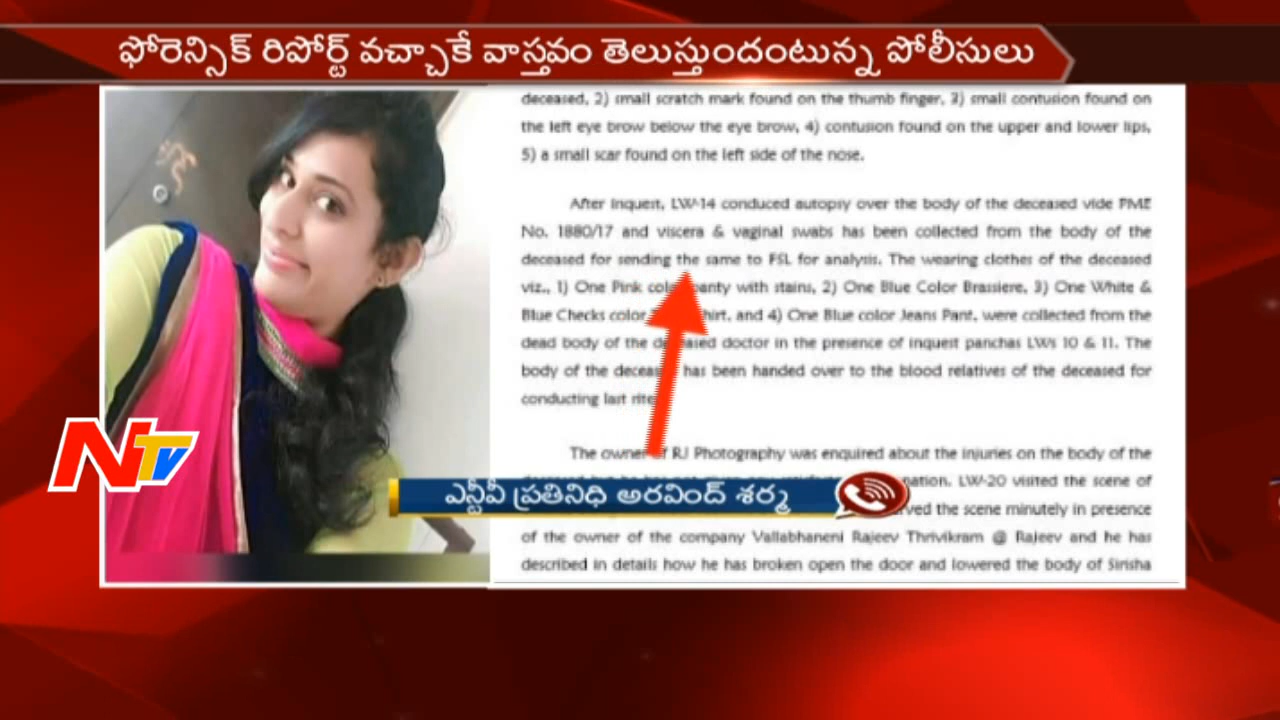 ఫోరెన్సిక్ రిపోర్ట్ వచ్చాకే వాస్తవం తెలుస్తుందంటున్న పోలీసులు
deceased, 2) small scratch mark found on the thumb finger, 3) small contusion found on
the left eye brow below the eye brow, 4) contusion found on the upper and lower lips,
5) a small scar found on the left side of the nose.
After inquest, LW-14 conduced autopsy over the body of the deceased vide PME
No. 1880/17 and viscera & vaginal swabs has been collected from the body of the
deceased for sending the same to FSL for analysis. The wearing clothes of the deceased
viz., 1) One Pink color panty with stains, 2) One Blue Color Brassiere, 3) One White &
Blue Checks color hirt, and 4) One Blue color Jeans Pant, were collected from the
dead body of the deceased doctor in the presence of inquest panchas LWs 10 & 11. The
body of the deceased has been handed over to the blood relatives of the deceased for
conducting last rite
The owner of RJ Photography was enquired about the injuries on the body of the
nation. LW-20 visited the scene of
rved the scene minutely in presence
of the owner of the company Vallabhaneni Rajeev Thrivikram @ Rajeev and he has
described in details how he has broken open the door and lowered the body of Sirisha
NTV
ఎన్టీవీ ప్రతినిధి అరవింద్ శర్మ